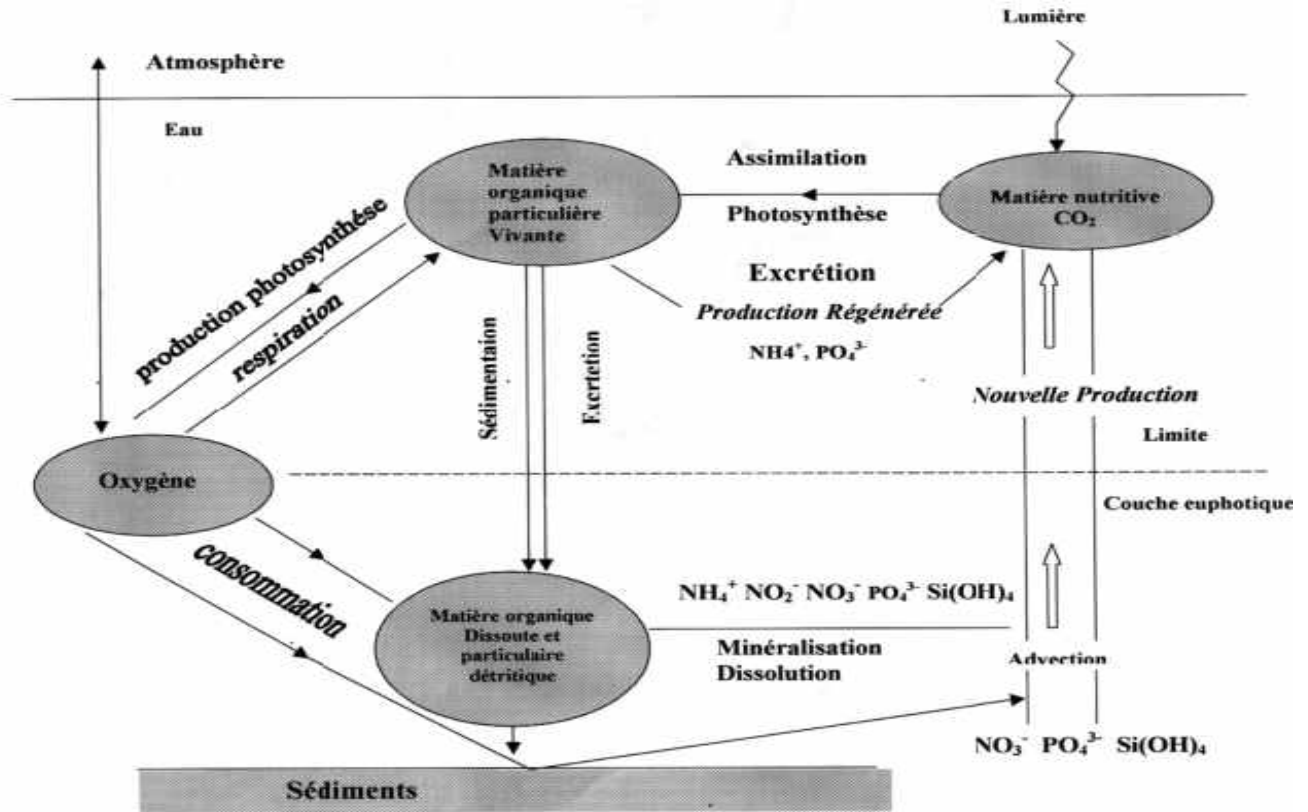 Lumière
Atmosphère
Eau
Matière
organique
particulière
Vivante
Assimilation
Photosynthèse
Matière nutritive
CO₂
production photosynthése
respiration
Excrétion
Production Régénérée
NH4⁺, PO₄³⁻
Sédimentaion
Excrtetion
Nouvelle Production
Limite
Oxygène
Couche euphotique
consommation
Matière organique
Dissoute et
particulaire
détritique
NH₄⁺ NO₂⁻ NO₃⁻ PO₄³⁻ Si(OH)₄
Minéralisation
Dissolution
Advection
NO₃⁻ PO₄³⁻ Si(OH)₄
Sédiments